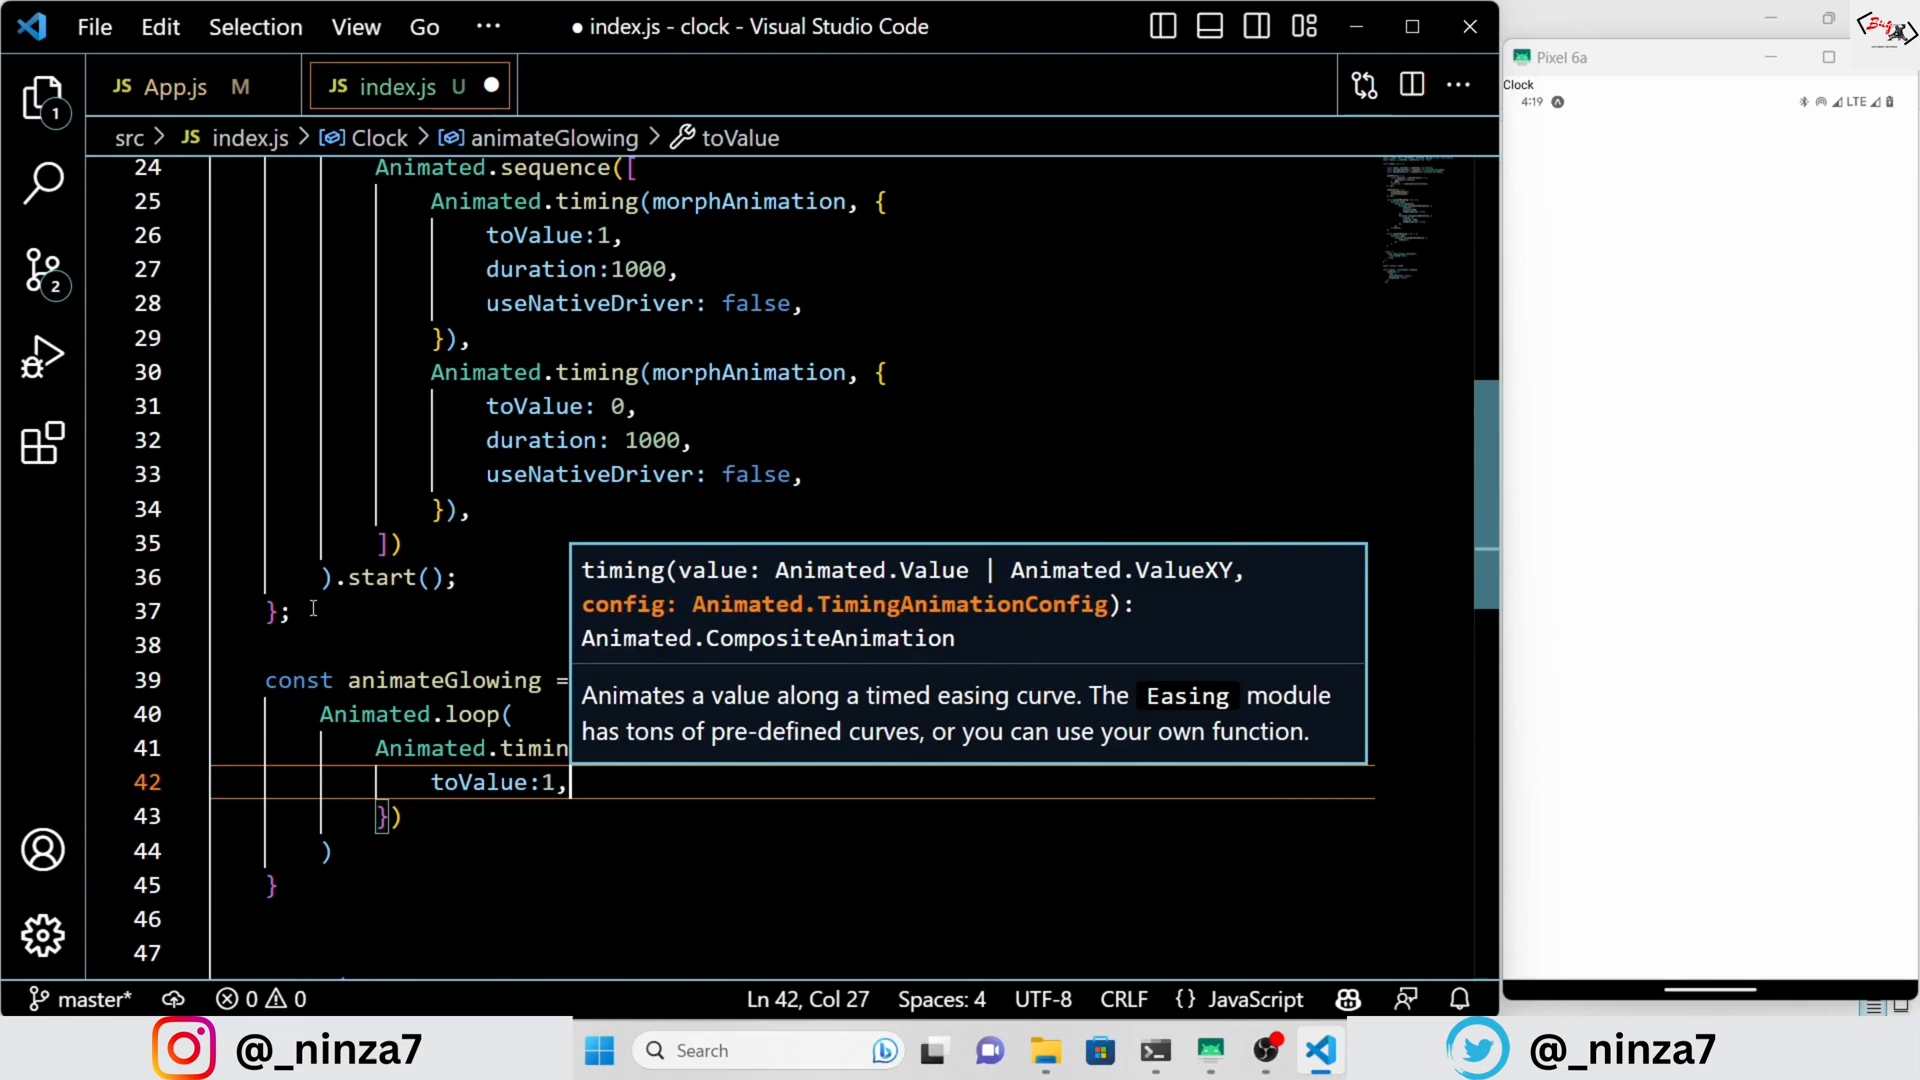 File Edit Selection View Go ··· ● index.js - clock - Visual Studio Code
JS App.js M JS index.js U
src > JS index.js > Clock > animateGlowing > toValue
24 Animated.sequence([
25 Animated.timing(morphAnimation, {
26 toValue:1,
27 duration:1000,
28 useNativeDriver: false,
29 }),
30 Animated.timing(morphAnimation, {
31 toValue: 0,
32 duration: 1000,
33 useNativeDriver: false,
34 }),
35 ])
36 ).start();
37 };
38
39 const animateGlowing =
40 Animated.loop(
41 Animated.timin
42 toValue:1,
43 })
44 )
45 }
46
47
timing(value: Animated.Value | Animated.ValueXY,
config: Animated.TimingAnimationConfig):
Animated.CompositeAnimation
Animates a value along a timed easing curve. The Easing module
has tons of pre-defined curves, or you can use your own function.
1
2
master* 0 0 Ln 42, Col 27 Spaces: 4 UTF-8 CRLF {} JavaScript
Pixel 6a
Clock
4:19 LTE
@_ninza7 Search @_ninza7